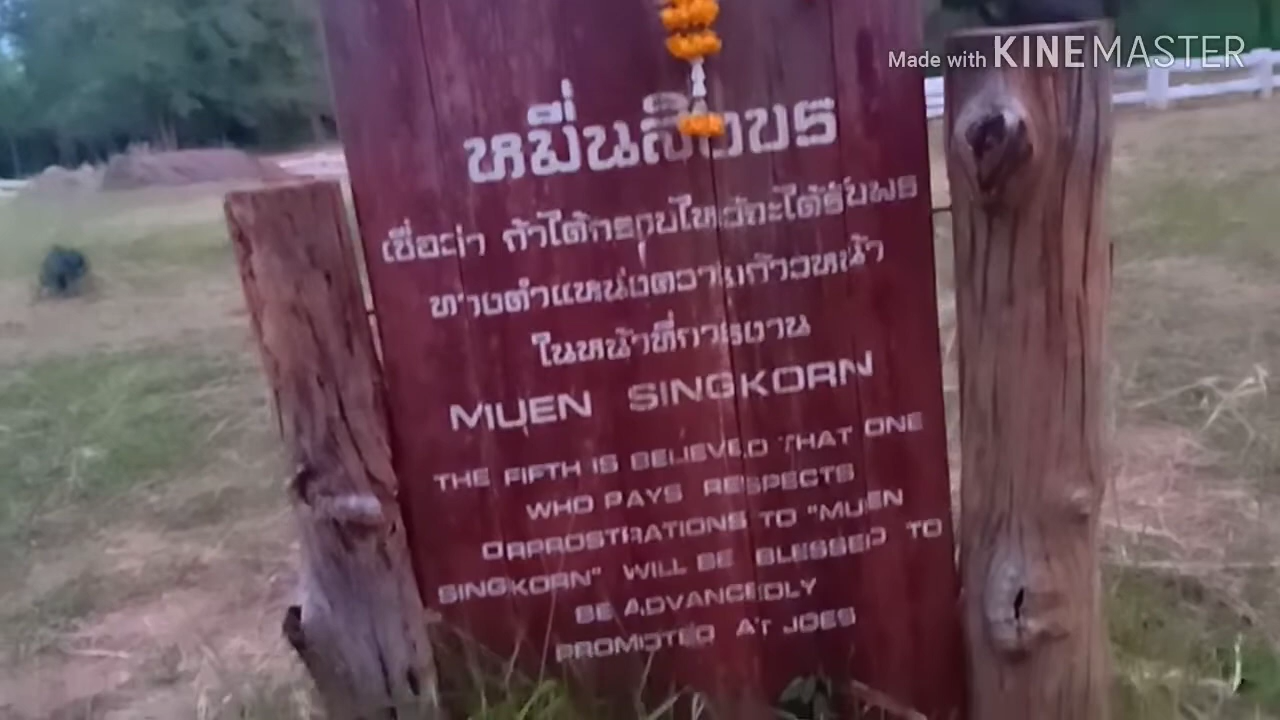 Made with KINEMASTER
หมื่นสิงขร
เชื่อว่า ถ้าได้กราบไหว้จะได้รับพร
ทางตำแหน่งความก้าวหน้า
ในหน้าที่การงาน
MUEN SINGKORN
THE FIFTH IS BELIEVED THAT ONE
WHO PAYS RESPECTS
ORPROSTRATIONS TO "MUEN
SINGKORN" WILL BE BLESSED TO
BE ADVANCEDLY
PROMOTED AT JOES